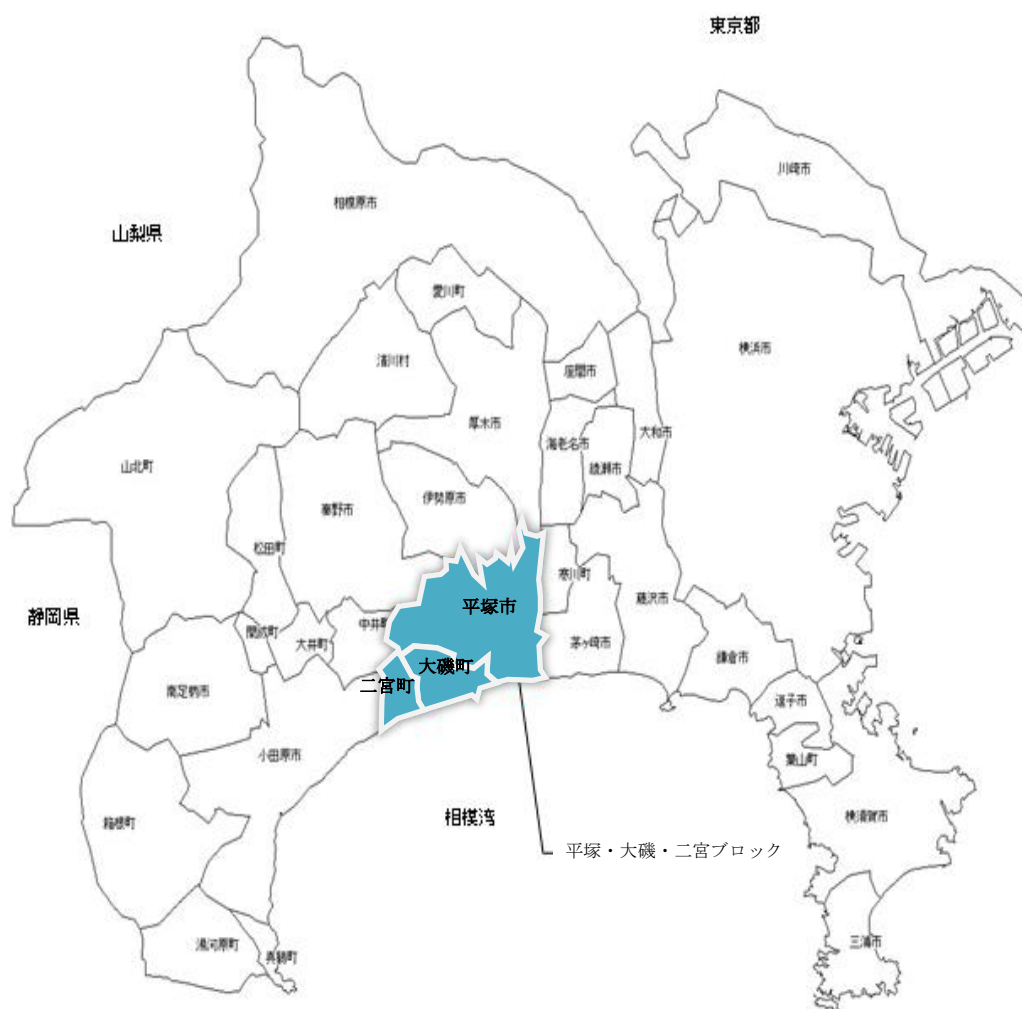 東京都
川崎市
相模原市
山梨県
愛川町
横浜市
清川村
座間市
厚木市
大和市
海老名市
綾瀬市
山北町
伊勢原市
秦野市
松田町
寒川町
藤沢市
平塚市
静岡県
中井町
開成町
大井町
茅ヶ崎市
鎌倉市
大磯町
二宮町
南足柄市
逗子市
小田原市
葉山町
箱根町
相模湾
横須賀市
平塚・大磯・二宮ブロック
湯河原町
三浦市
真鶴町